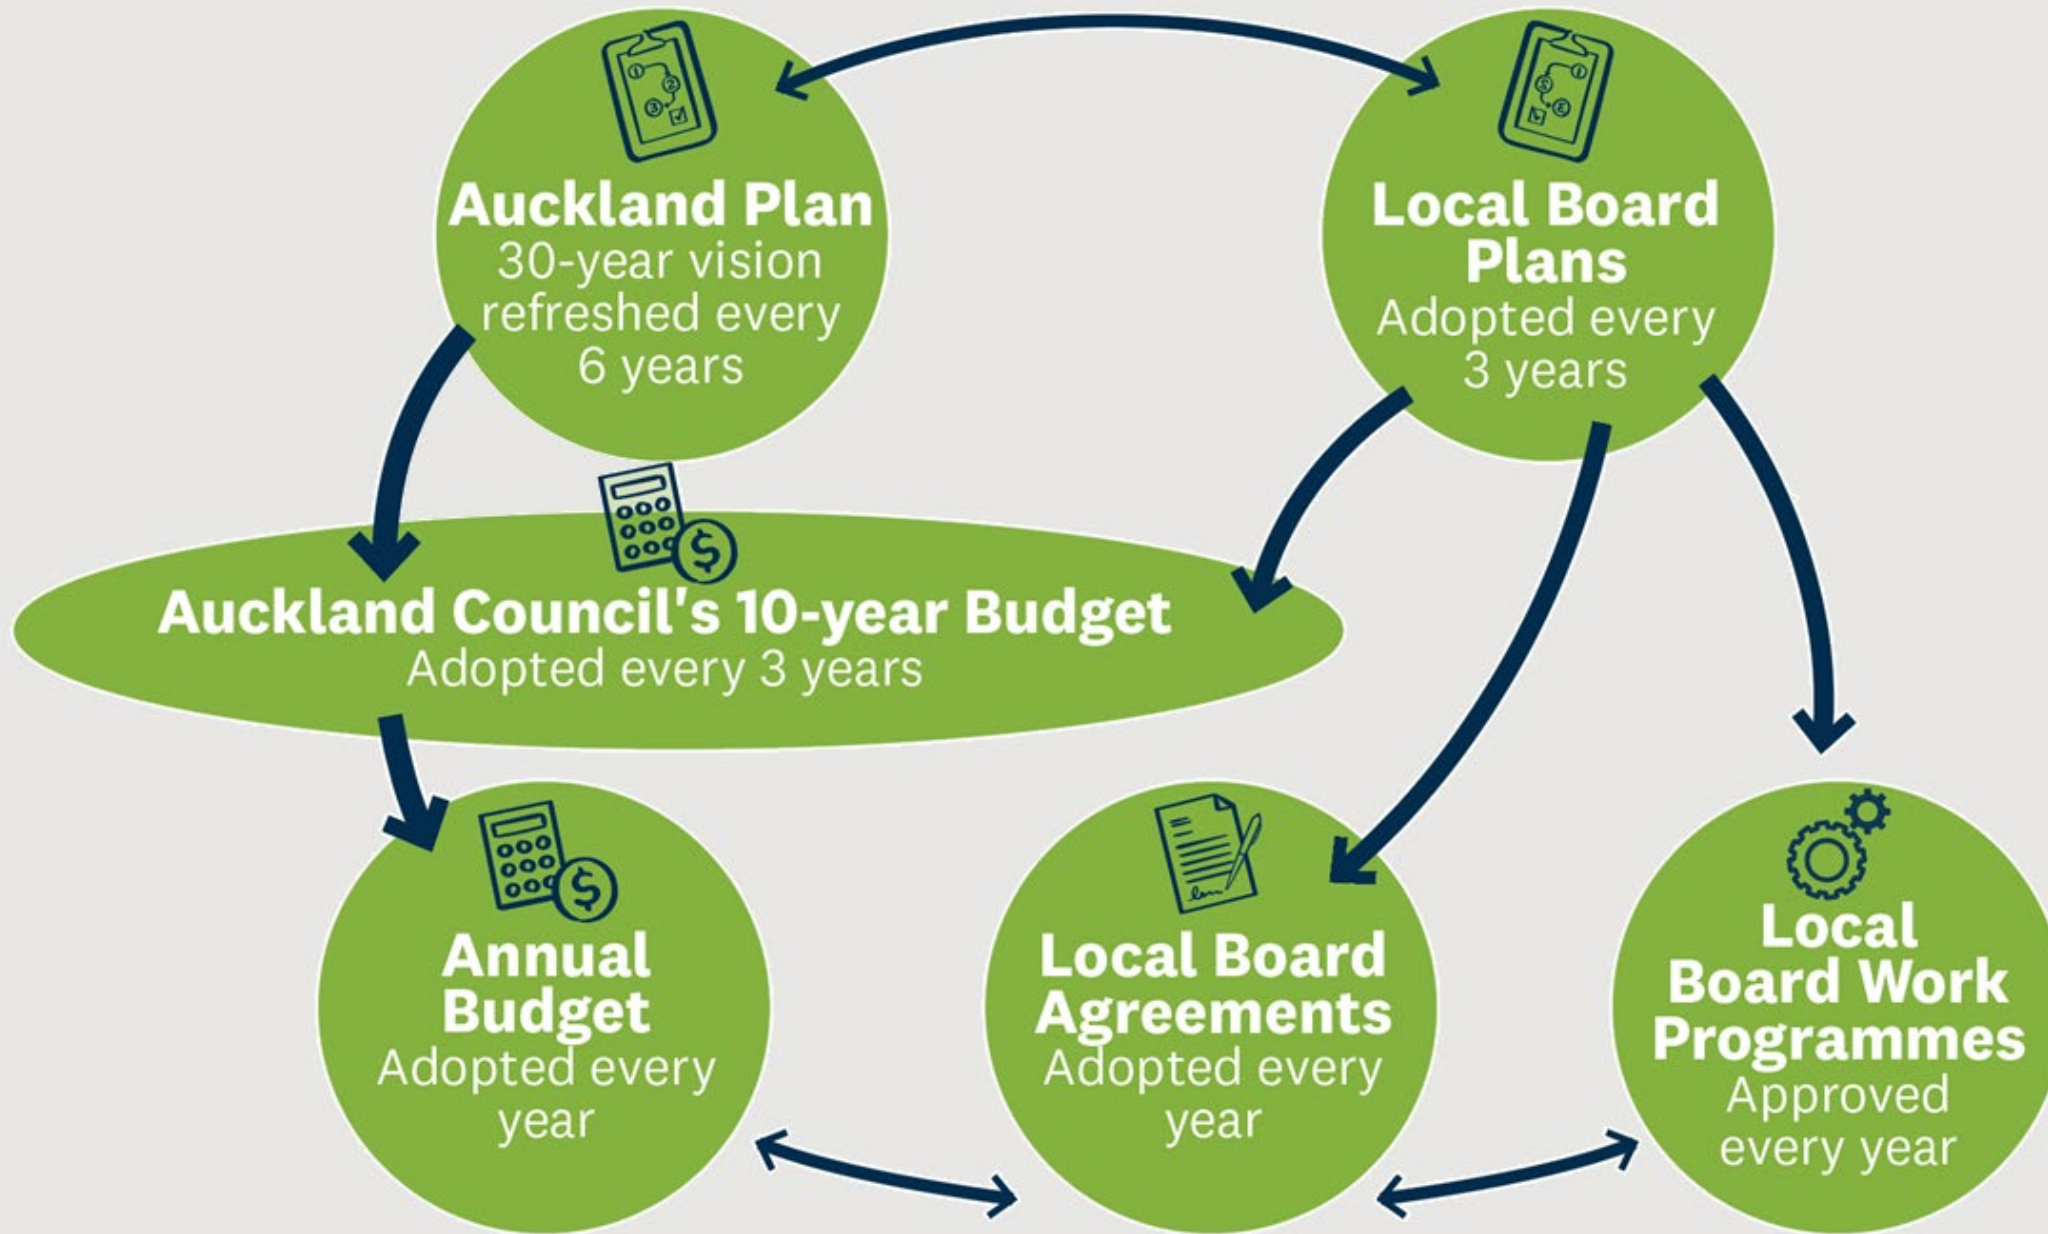 Auckland Plan
30-year vision
refreshed every
6 years
Local Board
Plans
Adopted every
3 years
Auckland Council's 10-year Budget
Adopted every 3 years
Annual
Budget
Adopted every
year
Local Board
Agreements
Adopted every
year
Local
Board Work
Programmes
Approved
every year